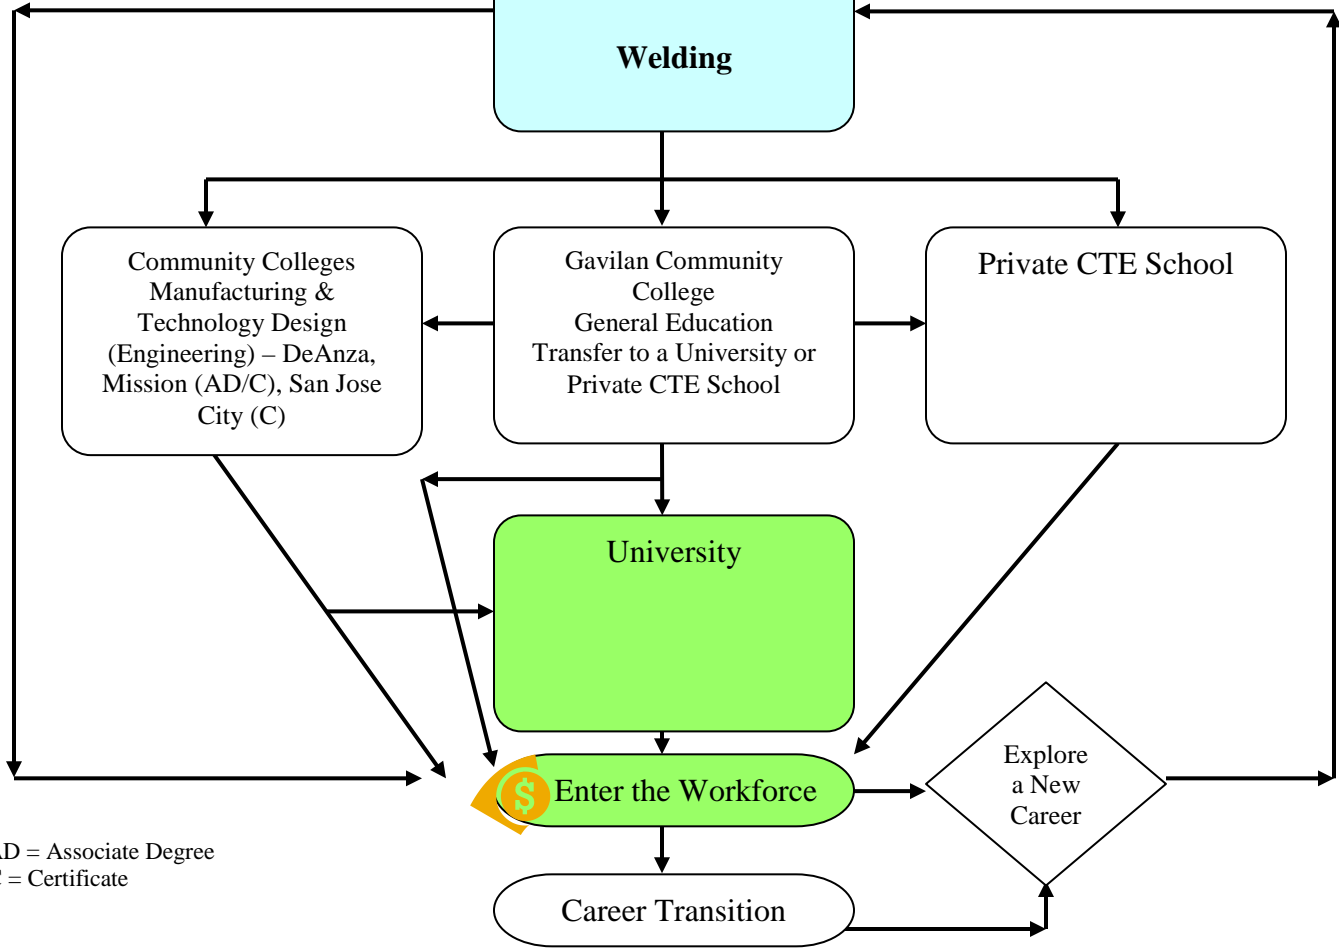 Welding
Community Colleges
Manufacturing &
Technology Design
(Engineering) – DeAnza,
Mission (AD/C), San Jose
City (C)
Gavilan Community
College
General Education
Transfer to a University or
Private CTE School
Private CTE School
University
$ Enter the Workforce
Explore
a New
Career
AD = Associate Degree
= Certificate
Career Transition